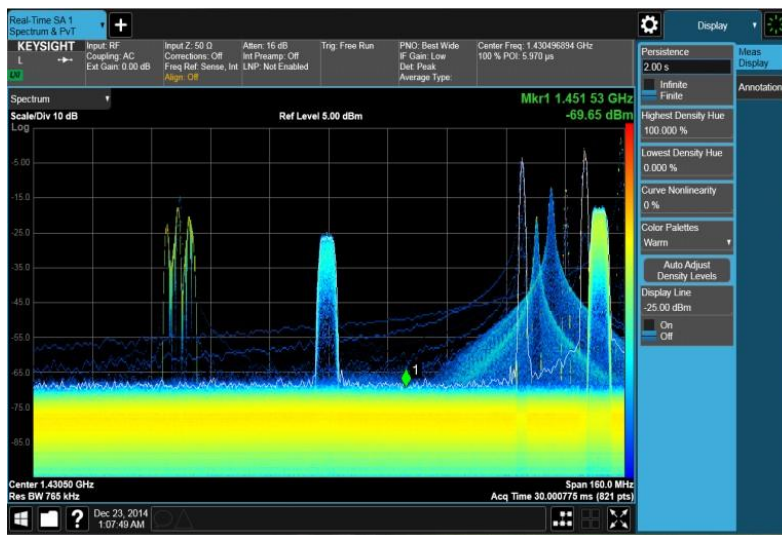 Real-Time SA 1
Spectrum & PvT
Display
KEYSIGHT
L
LXI
Input: RF
Coupling: AC
Ext Gain: 0.00 dB
Input Z: 50 Ω
Corrections: Off
Freq Ref: Sense, Int
Align: Off
Atten: 16 dB
Int Preamp: Off
LNP: Not Enabled
Trig: Free Run
PNO: Best Wide
IF Gain: Low
Det: Peak
Average Type:
Center Freq: 1.430496894 GHz
100 % POI: 5.970 µs
Spectrum
Scale/Div 10 dB
Log
Ref Level 5.00 dBm
Mkr1 1.451 53 GHz
-69.65 dBm
-5.00
-15.0
-25.0
-35.0
-45.0
-55.0
-65.0
-75.0
-85.0
1
Center 1.43050 GHz
Res BW 765 kHz
Span 160.0 MHz
Acq Time 30.000775 ms (821 pts)
Persistence
2.00 s
Infinite
Finite
Highest Density Hue
100.000 %
Lowest Density Hue
0.000 %
Curve Nonlinearity
0 %
Color Palettes
Warm
Auto Adjust
Density Levels
Display Line
-25.00 dBm
On
Off
Meas
Display
Annotation
Dec 23, 2014
1:07:49 AM